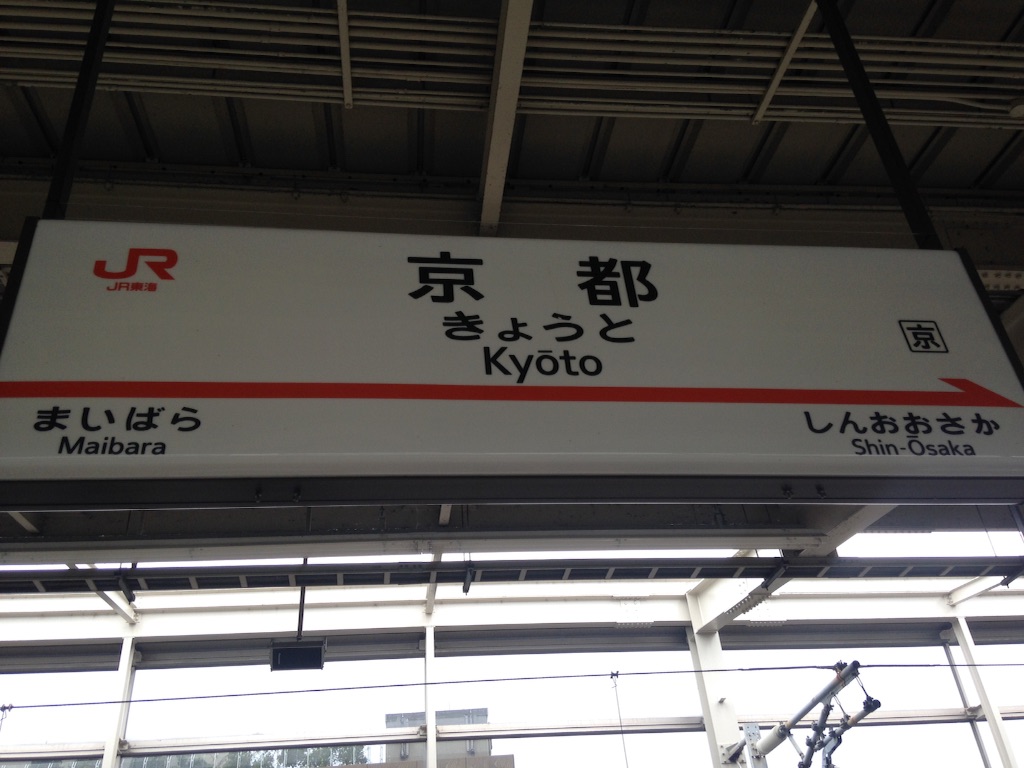 JR
JR東海
京都
きょうと
Kyōto
京
まいばら
Maibara
しんおおさか
Shin-Ōsaka